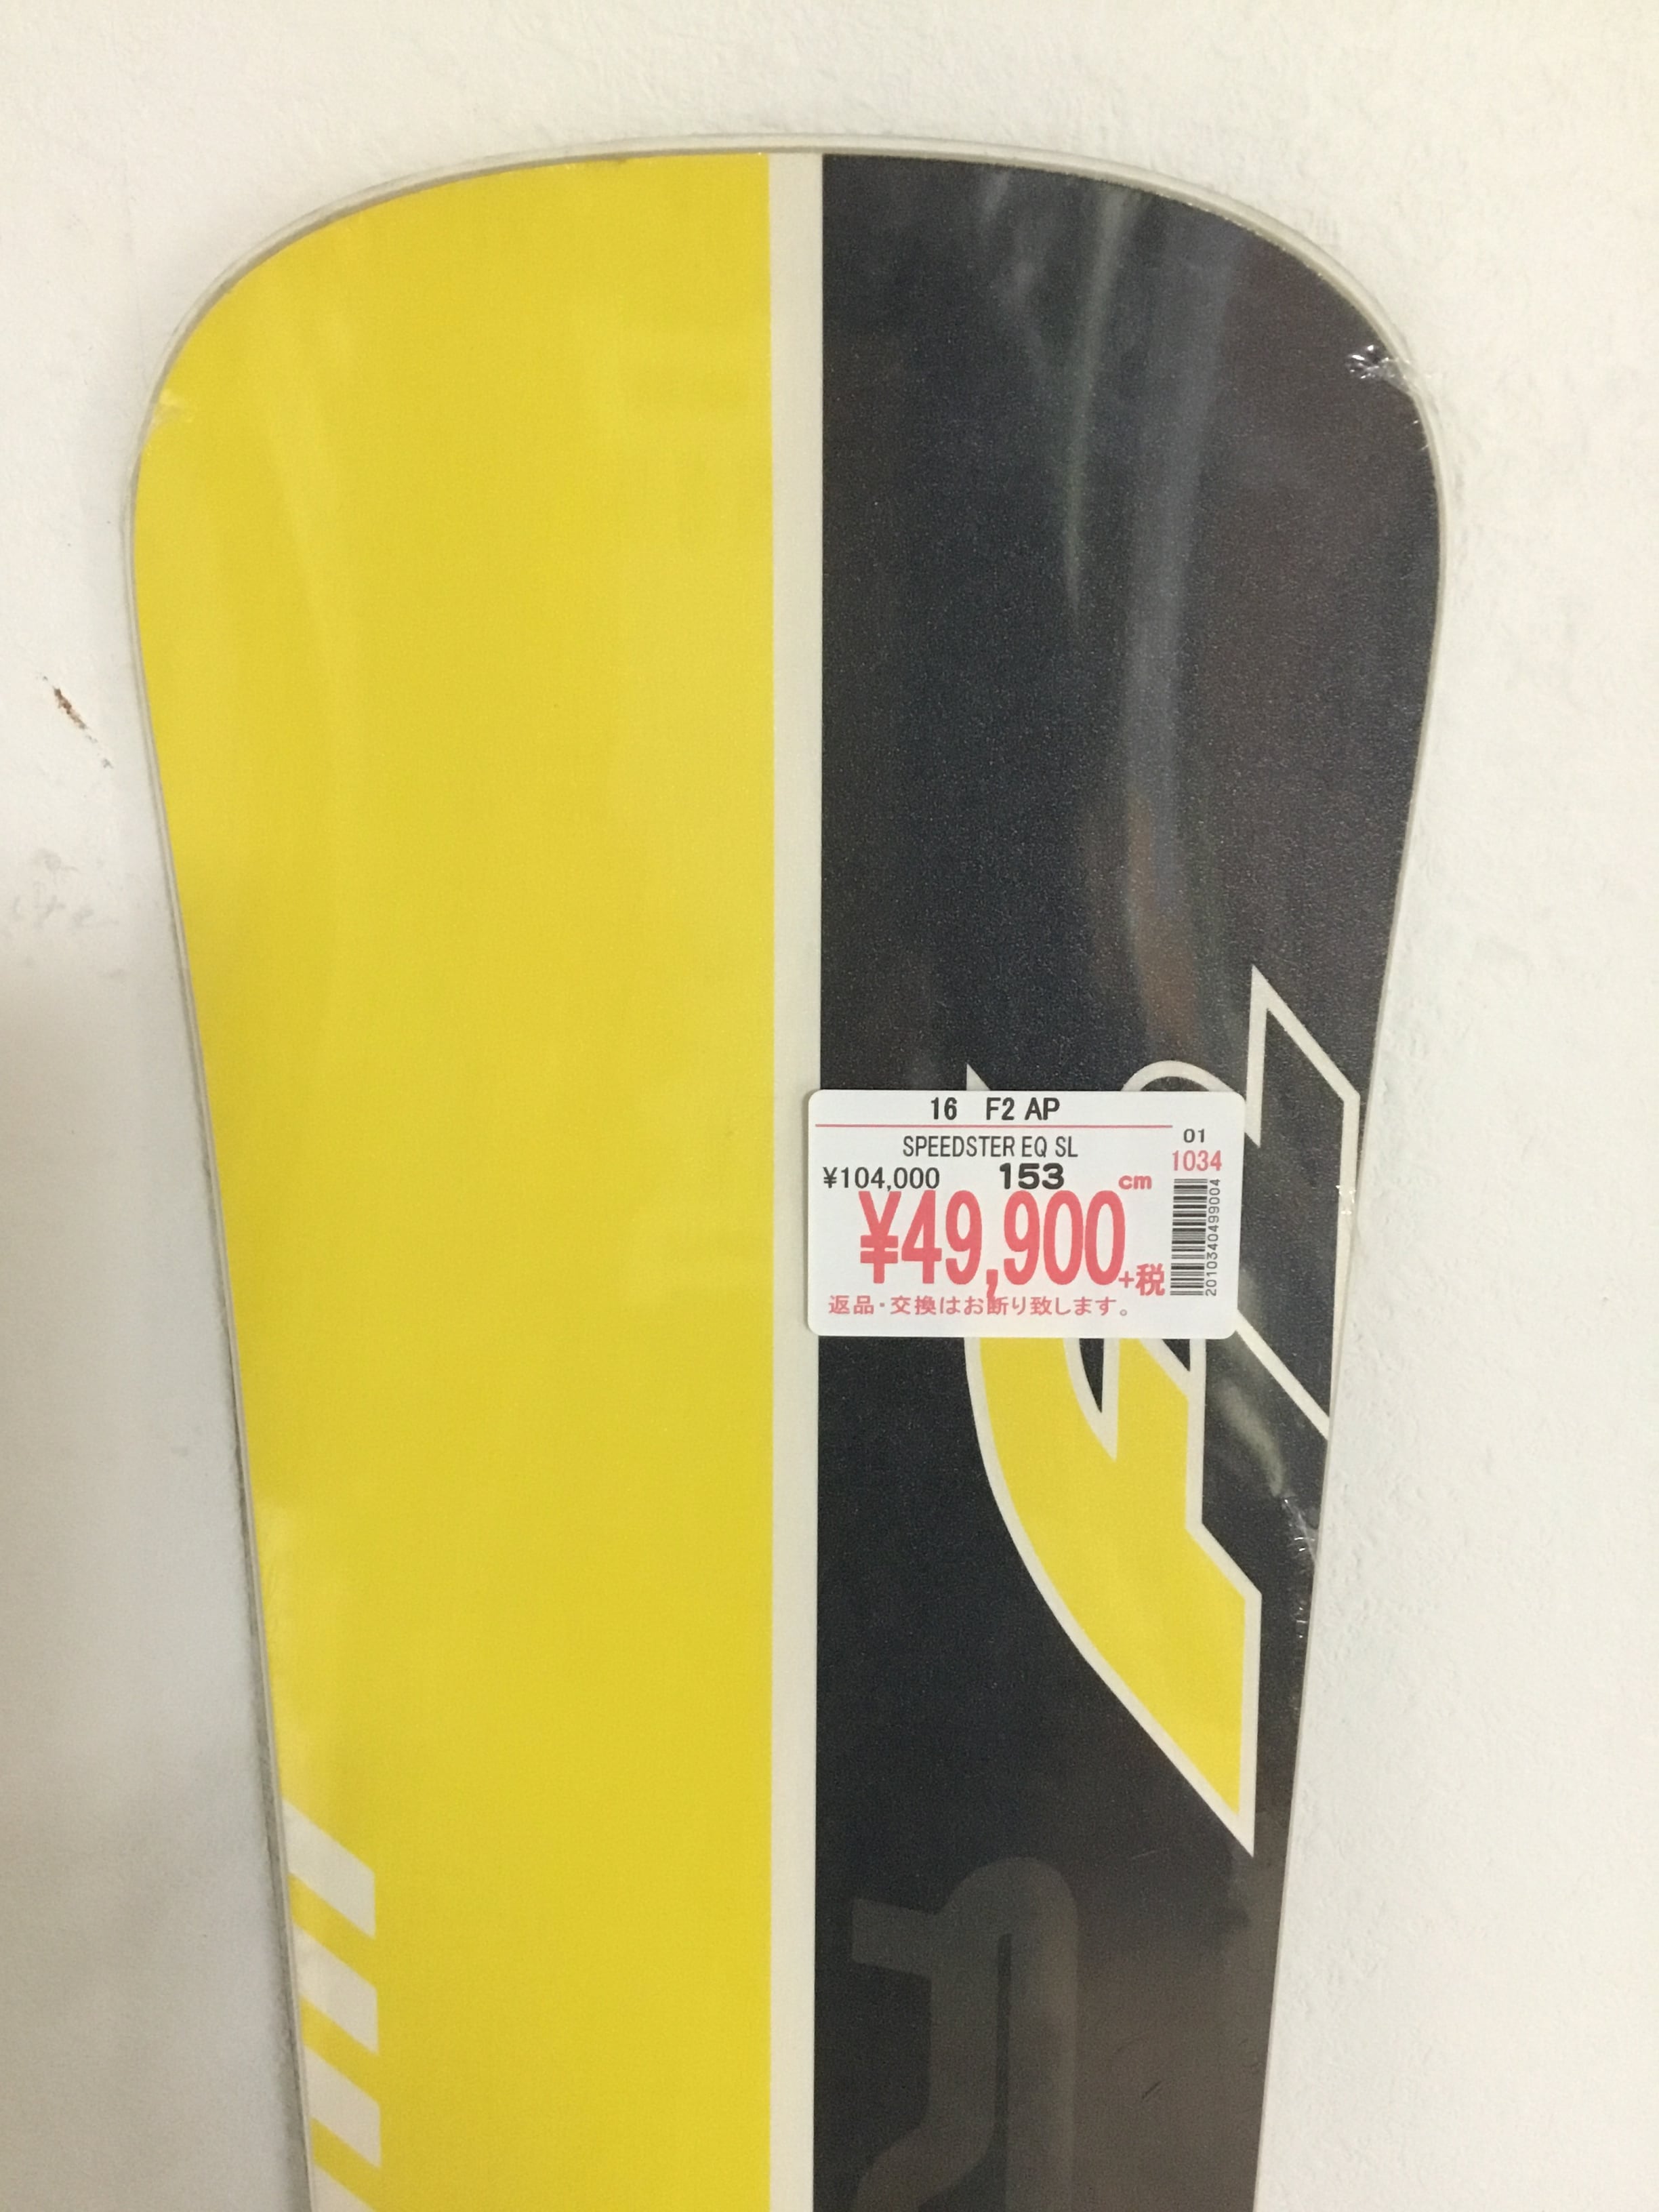 16 F2 AP
SPEEDSTER EQ SL
01
1034
¥104,000 153 cm
¥49,900+税
返品・交換はお断り致します。
2010340499004